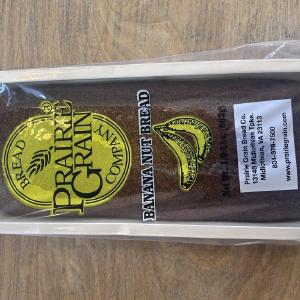 BREAD
PRAIRIE
GRAIN
COMPANY
®
BANANA NUT BREAD
Prairie Grain Bread Co.
Midlothian, VA 23113
www.prairiegrain.com